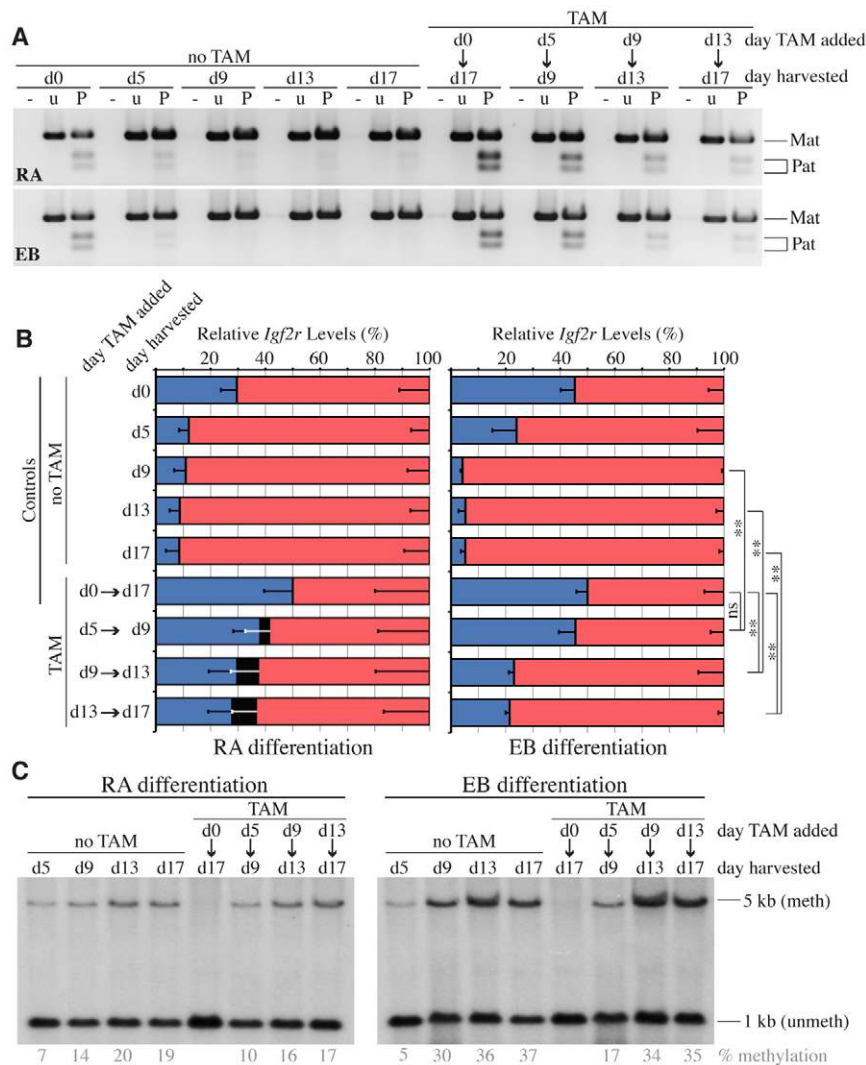 A
TAM
no TAM
d0 d5 d9 d13 day TAM added
d0 d5 d9 d13 d17 d17 d9 d13 d17 day harvested
- u P - u P - u P - u P - u P - u P - u P - u P - u P
Mat
Pat
RA
Mat
Pat
EB
B
day TAM added
day harvested
Relative Igf2r Levels (%)
20 40 60 80 100
Relative Igf2r Levels (%)
20 40 60 80 100
Controls
no TAM
d0
d5
d9
d13
d17
TAM
d0→d17
d5→ d9
d9→d13
d13→d17
ns
**
**
**
**
**
RA differentiation
EB differentiation
C
RA differentiation
EB differentiation
TAM
TAM
no TAM
d0 d5 d9 d13
no TAM
d0 d5 d9 d13 day TAM added
d5 d9 d13 d17 d17 d9 d13 d17
d5 d9 d13 d17 d17 d9 d13 d17 day harvested
5 kb (meth)
1 kb (unmeth)
7 14 20 19 10 16 17
5 30 36 37 17 34 35 % methylation